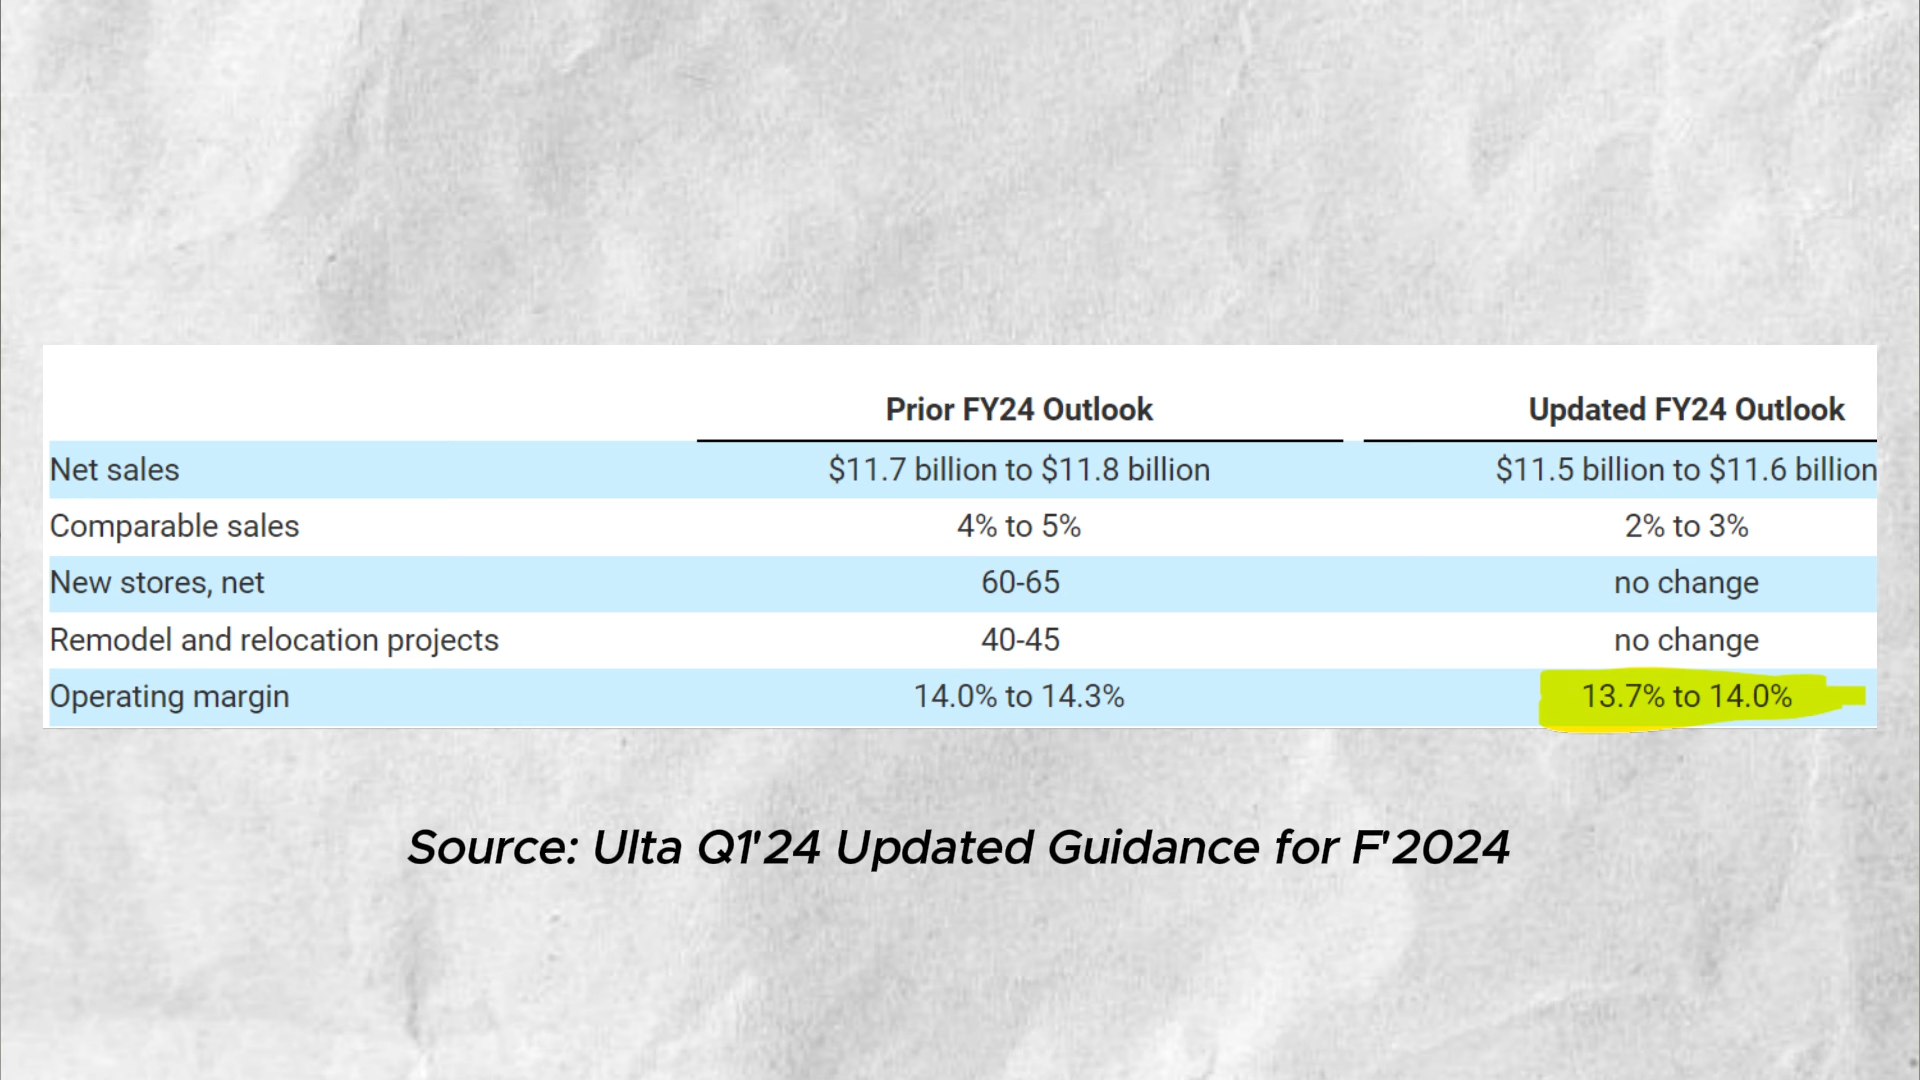 Prior FY24 Outlook Updated FY24 Outlook
Net sales $11.7 billion to $11.8 billion $11.5 billion to $11.6 billion
Comparable sales 4% to 5% 2% to 3%
New stores, net 60-65 no change
Remodel and relocation projects 40-45 no change
Operating margin 14.0% to 14.3% 13.7% to 14.0%
Source: Ulta Q1'24 Updated Guidance for F'2024